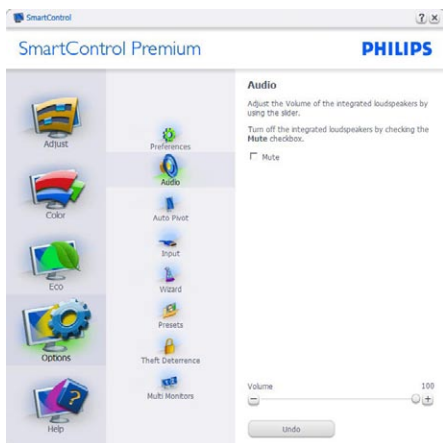 SmartControl
SmartControl Premium
PHILIPS
Adjust
Color
Eco
Options
Help
Preferences
Audio
Auto Pivot
Input
Wizard
Presets
Theft Deterrence
Multi Monitors
Audio
Adjust the Volume of the integrated loudspeakers by
using the slider.
Turn off the integrated loudspeakers by checking the
Mute checkbox.
Mute
Volume 100
Undo